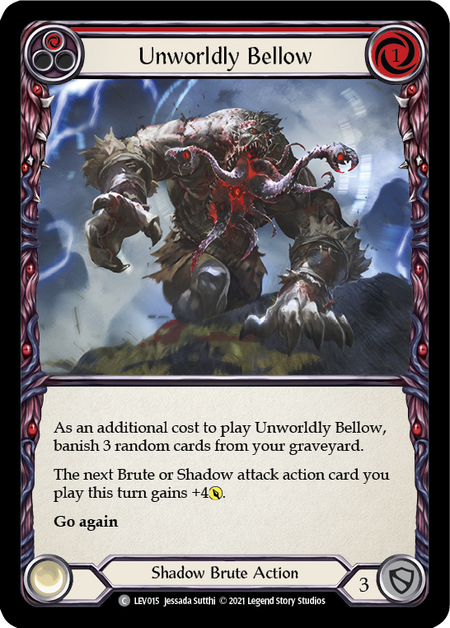 Unworldly Bellow
1
As an additional cost to play Unworldly Bellow,
banish 3 random cards from your graveyard.
The next Brute or Shadow attack action card you
play this turn gains +4.
Go again
Shadow Brute Action
3
C LEV015 Jessada Sutthi © 2021 Legend Story Studios